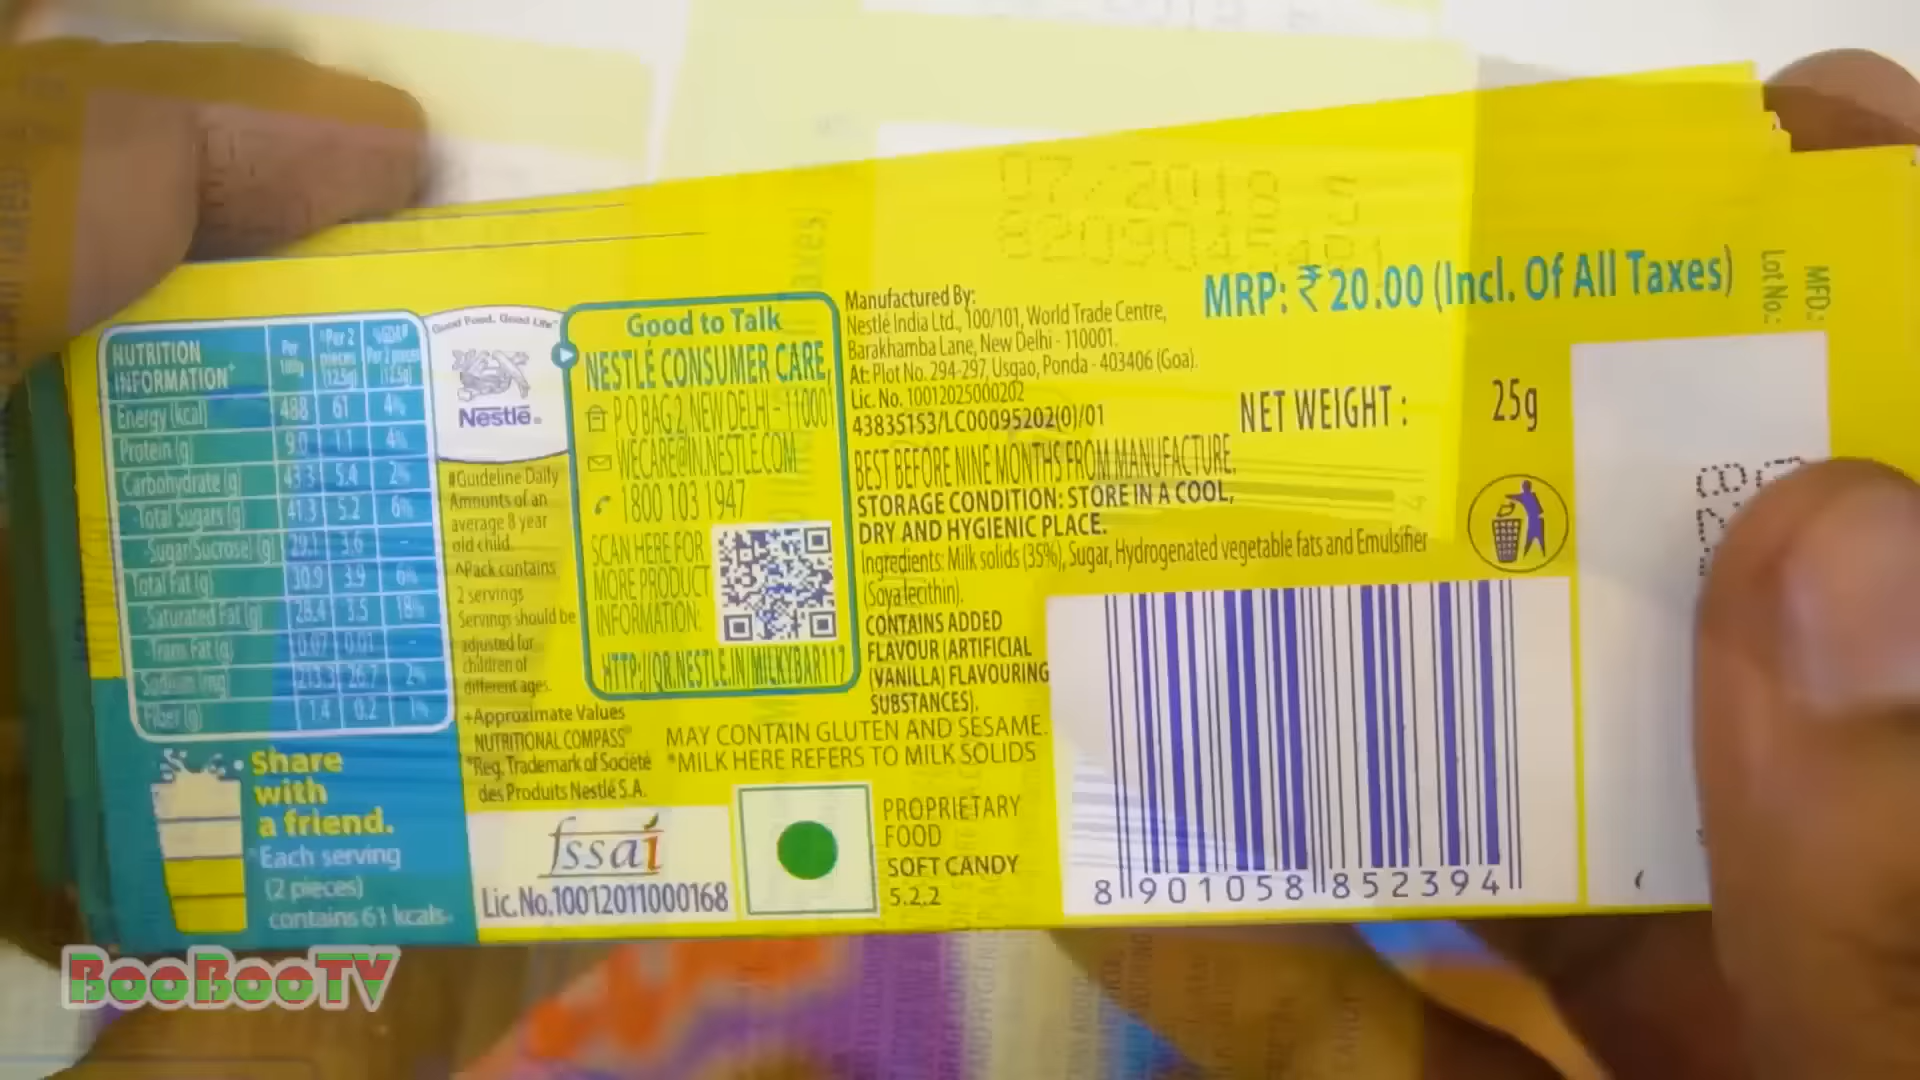 NUTRITION
INFORMATION+
Per 100g
^Per 2 pieces (12.5g)
%GDA# Per 2 pieces (12.5g)
Energy (kcal) 488 61 4%
Protein (g) 9.0 1.1 4%
Carbohydrate (g) 43.3 5.4 2%
-Total Sugars (g) 41.3 5.2 6%
-Sugar (Sucrose) (g) 29.1 3.6 -
Total Fat (g) 30.9 3.9 6%
-Saturated Fat (g) 28.4 3.5 18%
-Trans Fat (g) 0.07 0.01 -
Sodium (mg) 213.3 26.7 2%
Fiber (g) 1.4 0.2 1%
Share
with
a friend.
Each serving
(2 pieces)
contains 61 kcals
Good Food, Good Life
Nestlé
#Guideline Daily
Amounts of an
average 8 year
old child.
^Pack contains
2 servings
Servings should be
adjusted for
children of
different ages.
+Approximate Values
NUTRITIONAL COMPASS®
*Reg. Trademark of Société
des Produits Nestlé S.A.
Good to Talk
NESTLÉ CONSUMER CARE,
P O BAG 2, NEW DELHI - 110001
WECARE@IN.NESTLE.COM
1800 103 1947
SCAN HERE FOR
MORE PRODUCT
INFORMATION:
HTTP://QR.NESTLE.IN/MILKYBAR117
Manufactured By:
Nestlé India Ltd., 100/101, World Trade Centre,
Barakhamba Lane, New Delhi - 110001.
At: Plot No. 294-297, Usgao, Ponda - 403406 (Goa).
Lic. No. 10012025000202
43835153/LC00095202(0)/01
BEST BEFORE NINE MONTHS FROM MANUFACTURE.
STORAGE CONDITION: STORE IN A COOL,
DRY AND HYGIENIC PLACE.
Ingredients: Milk solids (35%), Sugar, Hydrogenated vegetable fats and Emulsifier
(Soya lecithin).
CONTAINS ADDED
FLAVOUR (ARTIFICIAL
(VANILLA) FLAVOURING
SUBSTANCES).
MAY CONTAIN GLUTEN AND SESAME.
*MILK HERE REFERS TO MILK SOLIDS
fssai
Lic. No. 10012011000168
PROPRIETARY
FOOD
SOFT CANDY
5.2.2
MRP: ₹ 20.00 (Incl. Of All Taxes)
NET WEIGHT : 25g
Lot No.:
MFD.:
8 901058 852394
BooBooTV